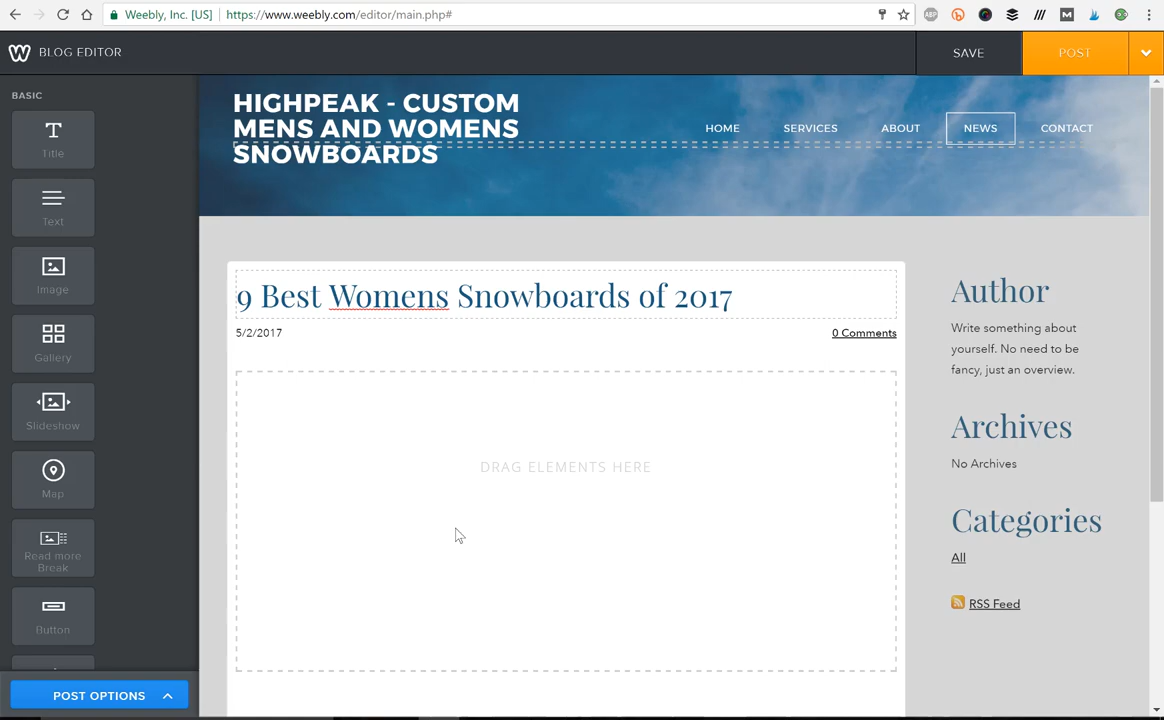 Weebly, Inc. [US]
https://www.weebly.com/editor/main.php#
BLOG EDITOR
SAVE
POST
BASIC
Title
Text
Image
Gallery
Slideshow
Map
Read more
Break
Button
POST OPTIONS
HIGHPEAK - CUSTOM
MENS AND WOMENS
SNOWBOARDS
HOME
SERVICES
ABOUT
NEWS
CONTACT
9 Best Womens Snowboards of 2017
5/2/2017
0 Comments
DRAG ELEMENTS HERE
Author
Write something about
yourself. No need to be
fancy, just an overview.
Archives
No Archives
Categories
All
RSS Feed